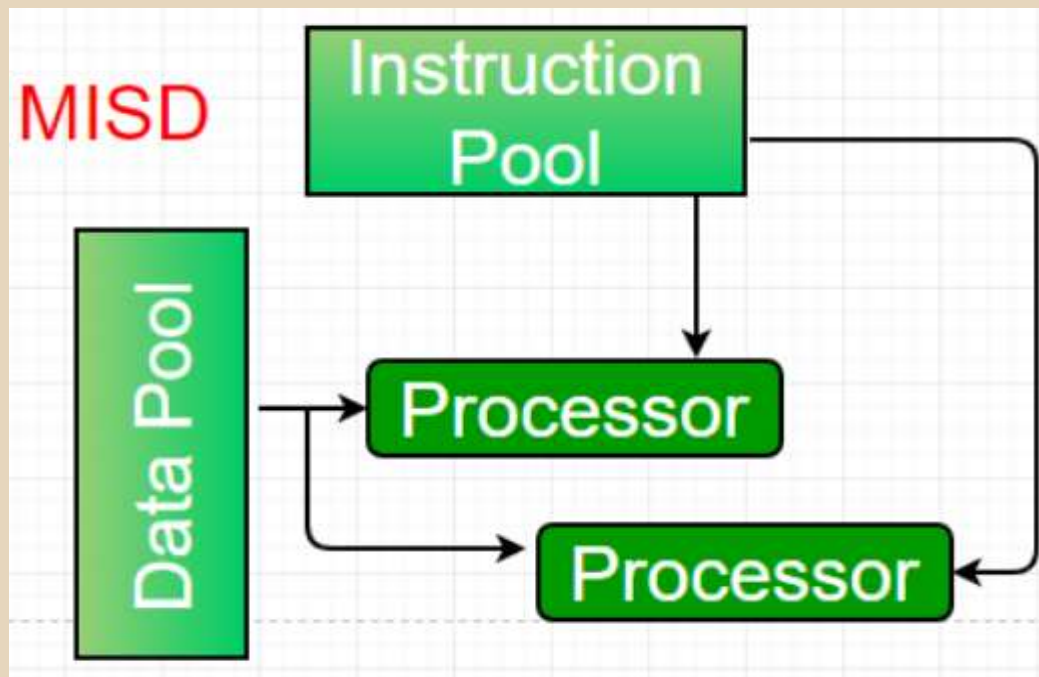 MISD
Instruction
Pool
Data Pool
Processor
Processor